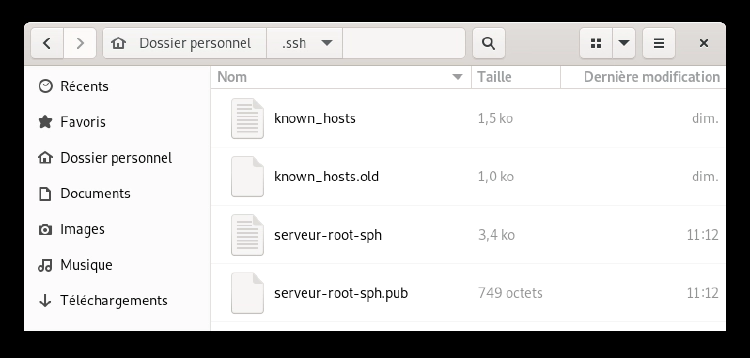 Dossier personnel .ssh
Nom Taille Dernière modification
Récents
Favoris
Dossier personnel
Documents
Images
Musique
Téléchargements
known_hosts 1,5 ko dim.
known_hosts.old 1,0 ko dim.
serveur-root-sph 3,4 ko 11:12
serveur-root-sph.pub 749 octets 11:12